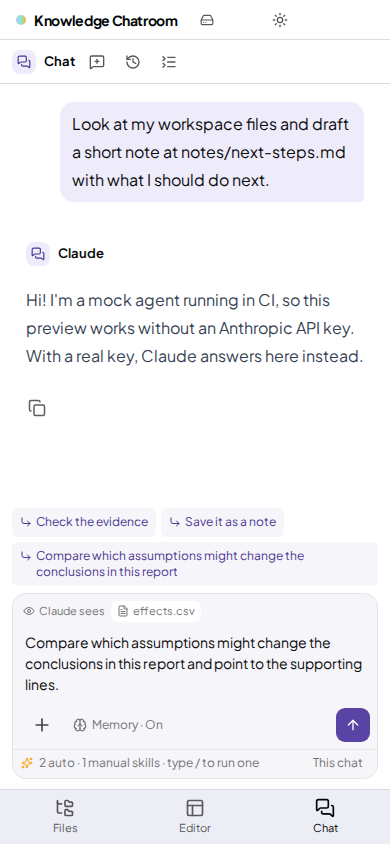 Knowledge Chatroom
Chat
Look at my workspace files and draft
a short note at notes/next-steps.md
with what I should do next.
Claude
Hi! I'm a mock agent running in CI, so this
preview works without an Anthropic API key.
With a real key, Claude answers here instead.
Check the evidence
Save it as a note
Compare which assumptions might change the
conclusions in this report
Claude sees effects.csv
Compare which assumptions might change the
conclusions in this report and point to the supporting
lines.
Memory · On
2 auto · 1 manual skills · type / to run one
This chat
Files
Editor
Chat